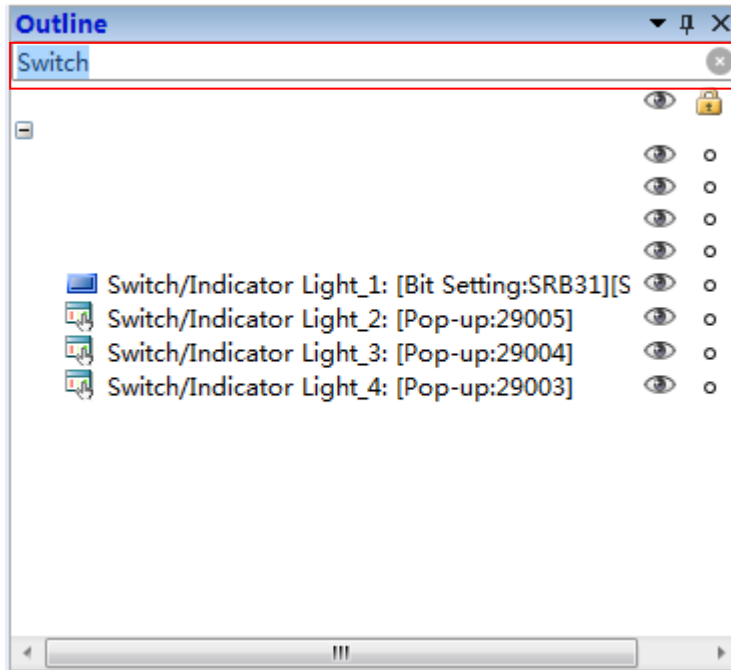 Outline
Switch
Switch/Indicator Light_1: [Bit Setting:SRB31][S
Switch/Indicator Light_2: [Pop-up:29005]
Switch/Indicator Light_3: [Pop-up:29004]
Switch/Indicator Light_4: [Pop-up:29003]